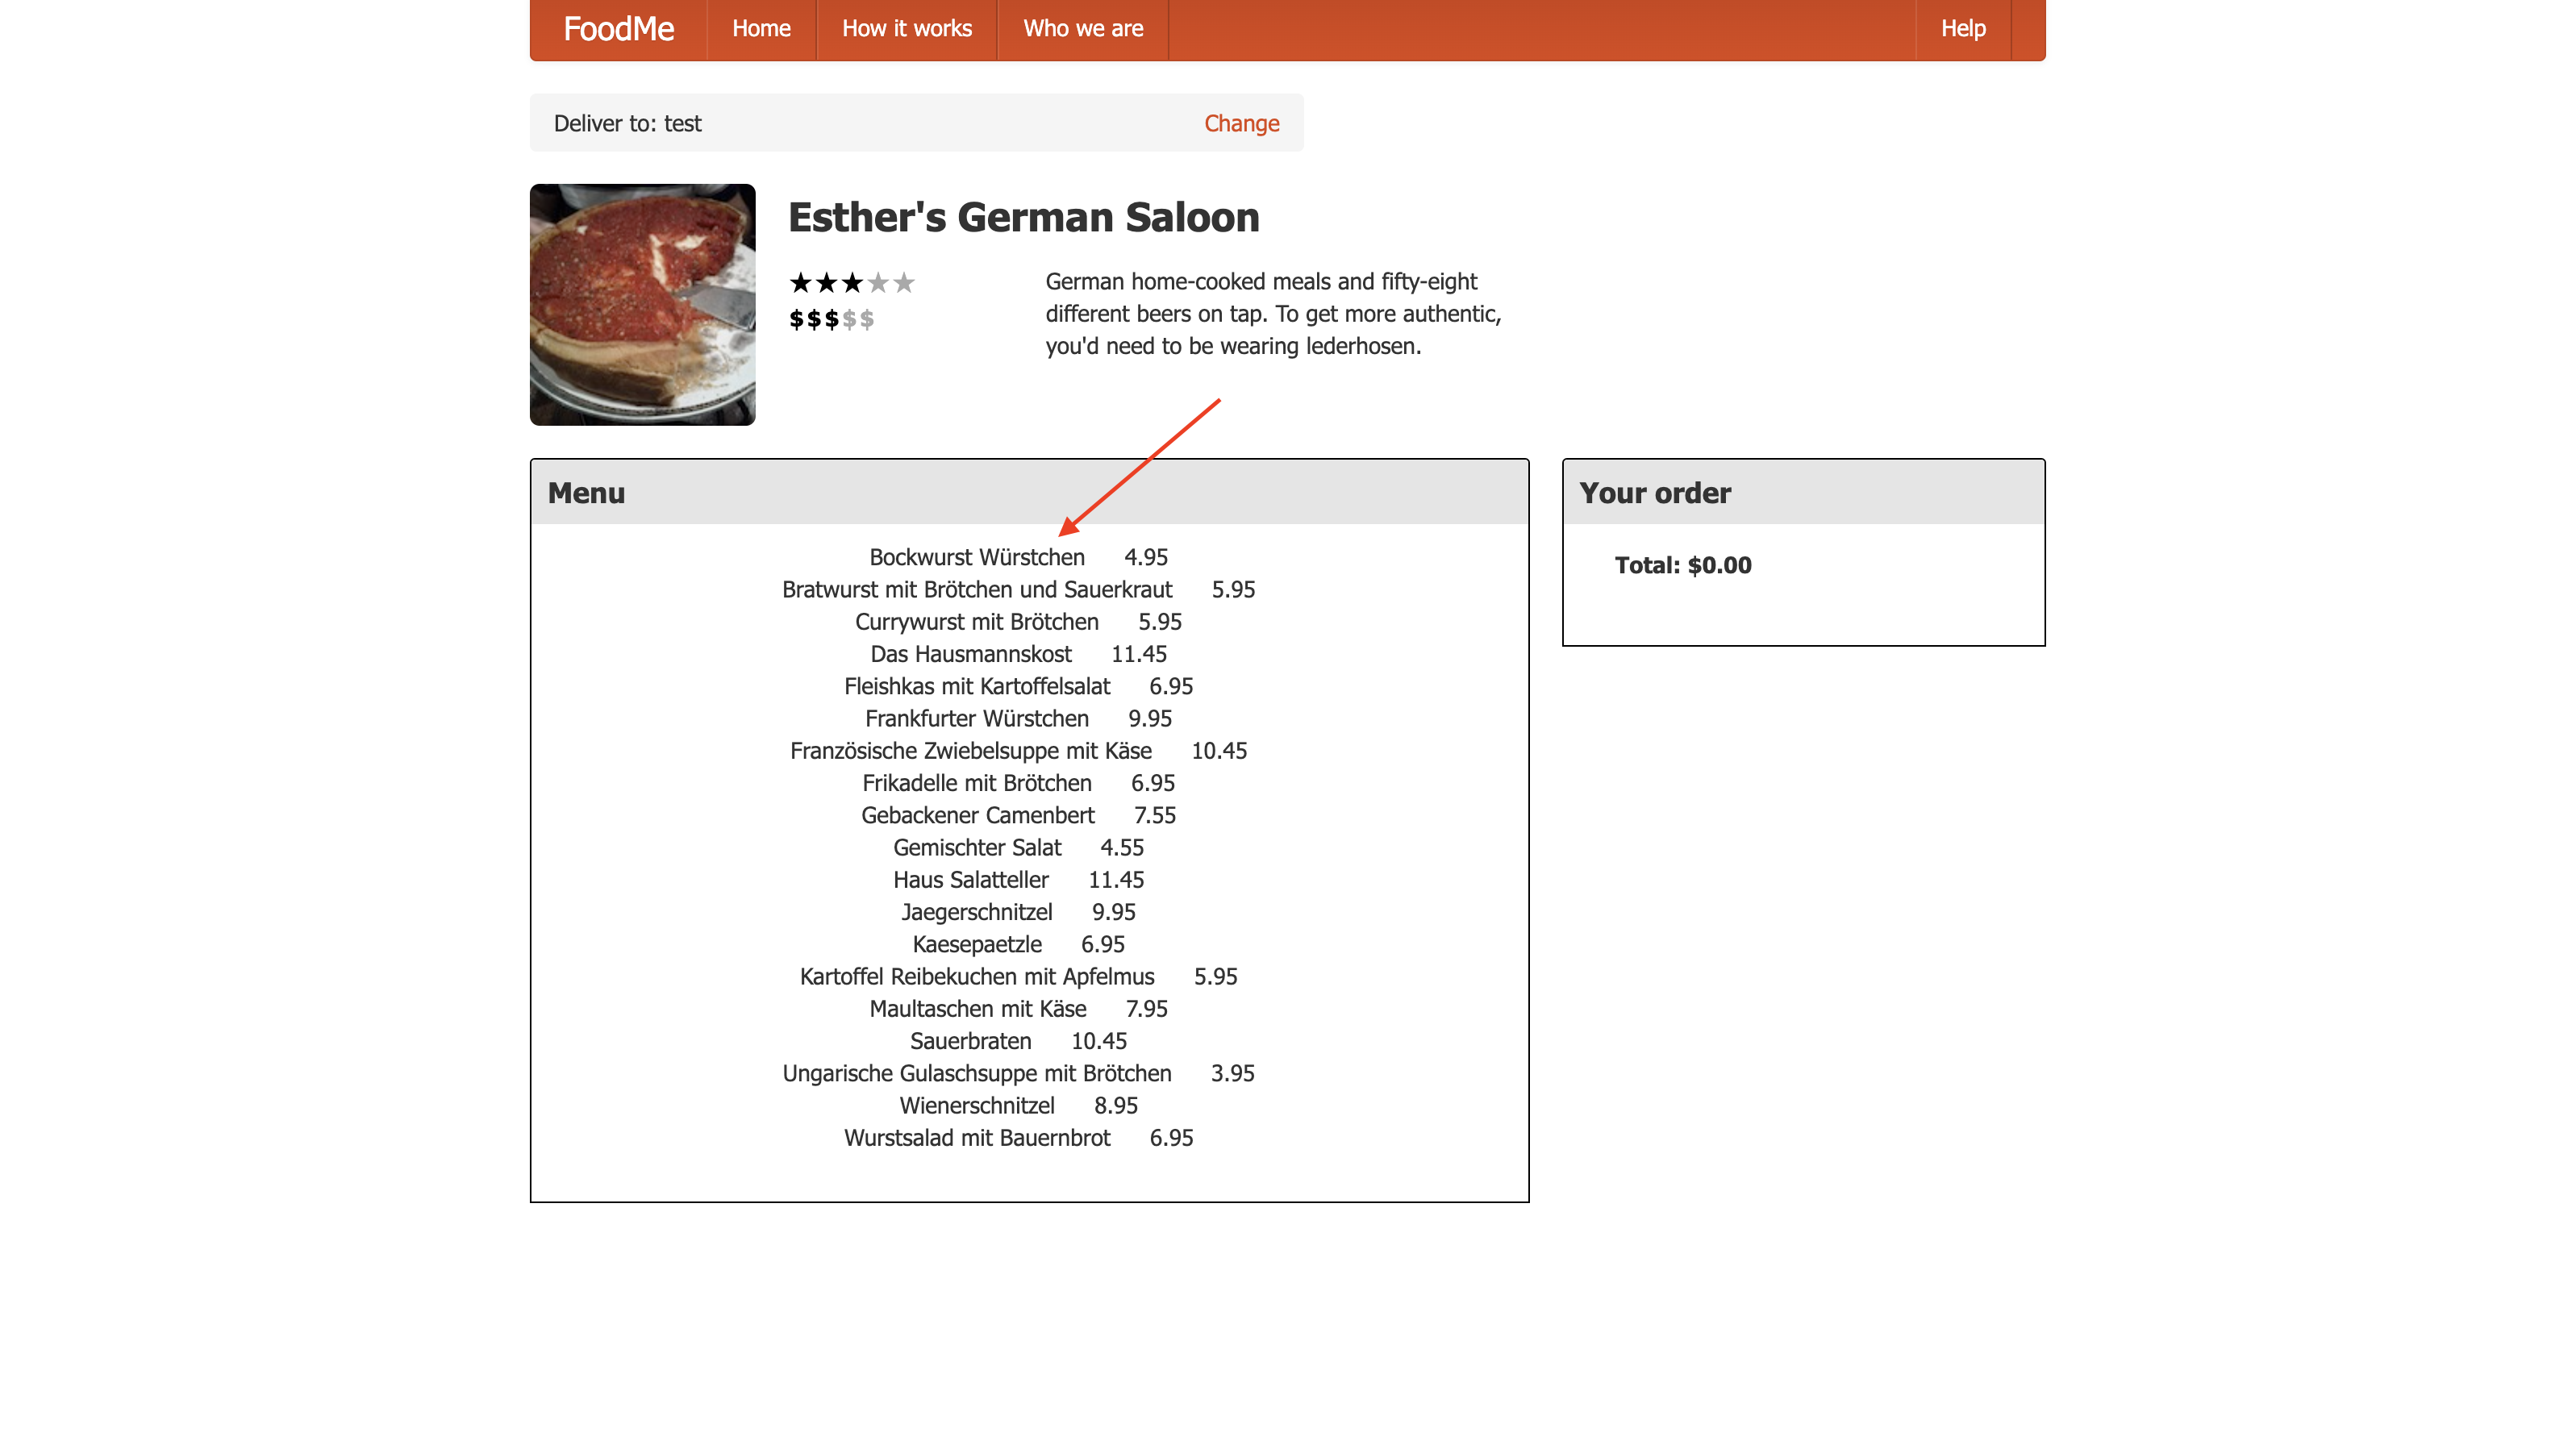 FoodMe Home How it works Who we are Help
Deliver to: test Change
Esther's German Saloon
★★★★★
$$$$$
German home-cooked meals and fifty-eight
different beers on tap. To get more authentic,
you'd need to be wearing lederhosen.
Menu
Bockwurst Würstchen 4.95
Bratwurst mit Brötchen und Sauerkraut 5.95
Currywurst mit Brötchen 5.95
Das Hausmannskost 11.45
Fleishkas mit Kartoffelsalat 6.95
Frankfurter Würstchen 9.95
Französische Zwiebelsuppe mit Käse 10.45
Frikadelle mit Brötchen 6.95
Gebackener Camenbert 7.55
Gemischter Salat 4.55
Haus Salatteller 11.45
Jaegerschnitzel 9.95
Kaesepaetzle 6.95
Kartoffel Reibekuchen mit Apfelmus 5.95
Maultaschen mit Käse 7.95
Sauerbraten 10.45
Ungarische Gulaschsuppe mit Brötchen 3.95
Wienerschnitzel 8.95
Wurstsalad mit Bauernbrot 6.95
Your order
Total: $0.00